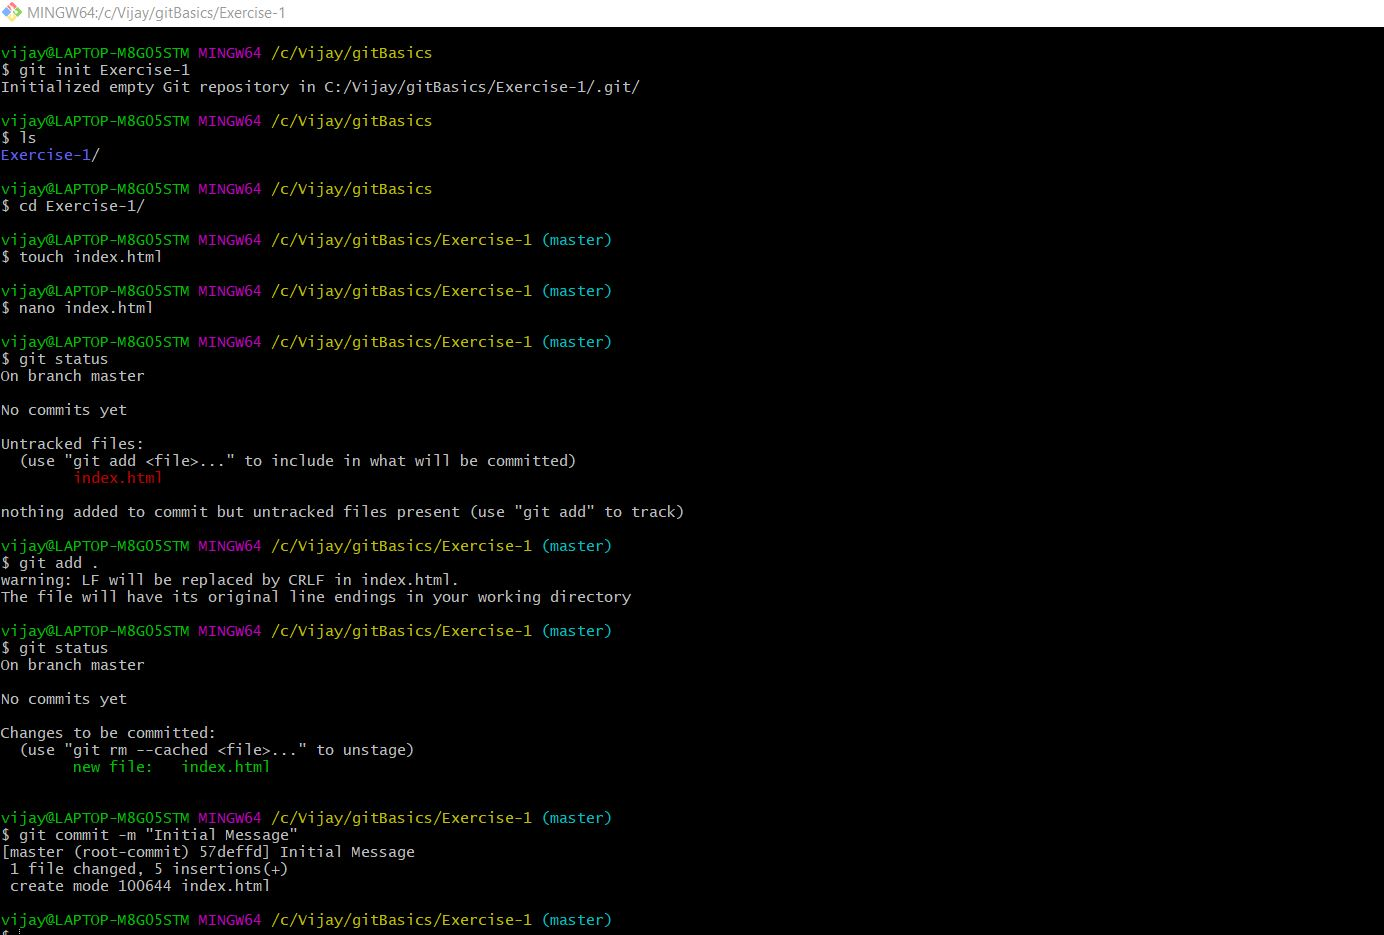 MINGW64:/c/Vijay/gitBasics/Exercise-1
vijay@LAPTOP-M8GO5STM MINGW64 /c/Vijay/gitBasics
$ git init Exercise-1
Initialized empty Git repository in C:/Vijay/gitBasics/Exercise-1/.git/
vijay@LAPTOP-M8GO5STM MINGW64 /c/Vijay/gitBasics
$ ls
Exercise-1/
vijay@LAPTOP-M8GO5STM MINGW64 /c/Vijay/gitBasics
$ cd Exercise-1/
vijay@LAPTOP-M8GO5STM MINGW64 /c/Vijay/gitBasics/Exercise-1 (master)
$ touch index.html
vijay@LAPTOP-M8GO5STM MINGW64 /c/Vijay/gitBasics/Exercise-1 (master)
$ nano index.html
vijay@LAPTOP-M8GO5STM MINGW64 /c/Vijay/gitBasics/Exercise-1 (master)
$ git status
On branch master
No commits yet
Untracked files:
  (use "git add <file>..." to include in what will be committed)
        index.html
nothing added to commit but untracked files present (use "git add" to track)
vijay@LAPTOP-M8GO5STM MINGW64 /c/Vijay/gitBasics/Exercise-1 (master)
$ git add .
warning: LF will be replaced by CRLF in index.html.
The file will have its original line endings in your working directory
vijay@LAPTOP-M8GO5STM MINGW64 /c/Vijay/gitBasics/Exercise-1 (master)
$ git status
On branch master
No commits yet
Changes to be committed:
  (use "git rm --cached <file>..." to unstage)
        new file:   index.html
vijay@LAPTOP-M8GO5STM MINGW64 /c/Vijay/gitBasics/Exercise-1 (master)
$ git commit -m "Initial Message"
[master (root-commit) 57deffd] Initial Message
 1 file changed, 5 insertions(+)
 create mode 100644 index.html
vijay@LAPTOP-M8GO5STM MINGW64 /c/Vijay/gitBasics/Exercise-1 (master)
$